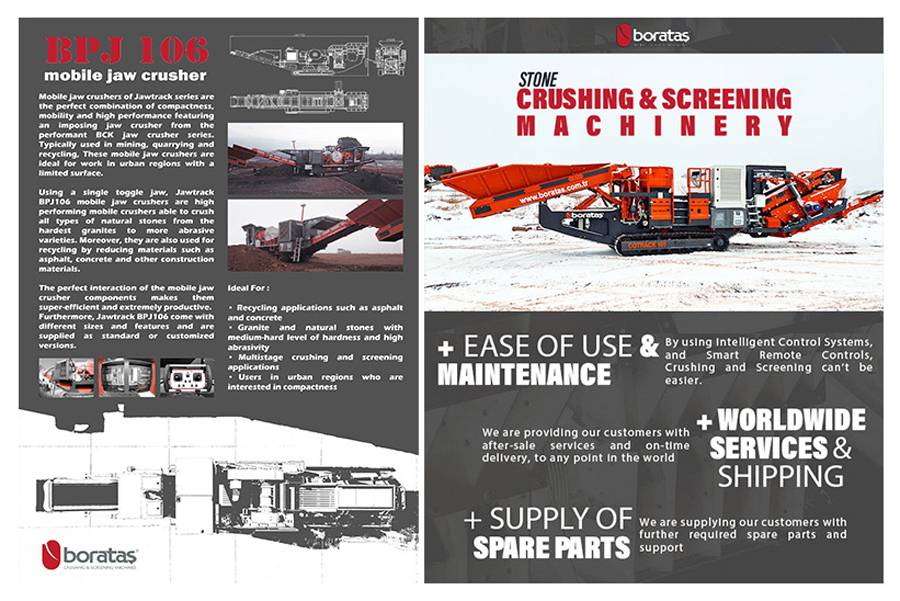 BPJ 106
mobile jaw crusher
Mobile jaw crushers of Jawtrack series are
the perfect combination of compactness,
mobility and high performance featuring
an imposing jaw crusher from the
performant BCK jaw crusher series.
Typically used in mining, quarrying and
recycling, These mobile jaw crushers are
ideal for work in urban regions with a
limited surface.
Using a single toggle jaw, Jawtrack
BPJ106 mobile jaw crushers are high
performing mobile crushers able to crush
all types of natural stones from the
hardest granites to more abrasive
varieties. Moreover, they are also used for
recycling by reducing materials such as
asphalt, concrete and other construction
materials.
The perfect interaction of the mobile jaw
crusher components makes them
super-efficient and extremely productive.
Furthermore, Jawtrack BPJ106 come with
different sizes and features and are
supplied as standard or customized
versions.
Ideal For :
• Recycling applications such as asphalt
and concrete
• Granite and natural stones with
medium-hard level of hardness and high
abrasivity
• Multistage crushing and screening
applications
• Users in urban regions who are
interested in compactness
borataş
CRUSHING & SCREENING MACHINES
borataş
STONE
CRUSHING & SCREENING
MACHINERY
www.boratas.com.tr
borataş
GOTRACK 101
+ EASE OF USE &
MAINTENANCE
By using Intelligent Control Systems,
and Smart Remote Controls,
Crushing and Screening can't be
easier.
We are providing our customers with
after-sale services and on-time
delivery, to any point in the world
+ WORLDWIDE
SERVICES &
SHIPPING
+ SUPPLY OF
SPARE PARTS
We are supplying our customers with
further required spare parts and
support